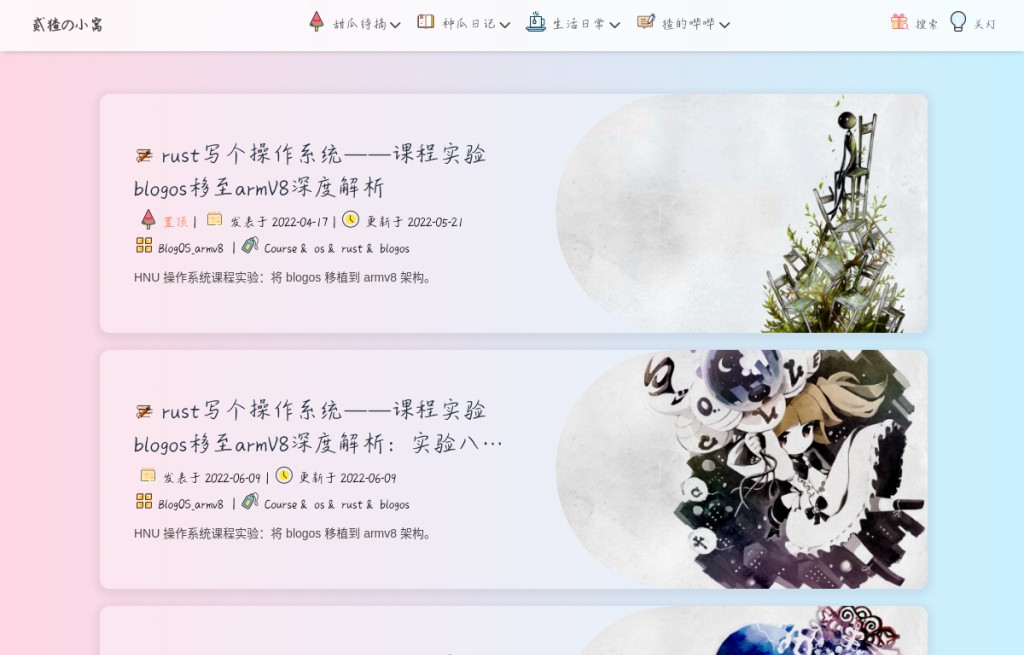 贰猹の小窝
甜瓜待摘
种瓜日记
生活日常
猹的哔哔
搜索
关灯
rust写个操作系统——课程实验
blogos移至armV8深度解析
置顶 | 发表于 2022-04-17 | 更新于 2022-05-21
BlogOS_armv8 | Course & os & rust & blogos
HNU 操作系统课程实验：将 blogos 移植到 armv8 架构。
rust写个操作系统——课程实验
blogos移至armV8深度解析：实验八…
发表于 2022-06-09 | 更新于 2022-06-09
BlogOS_armv8 | Course & os & rust & blogos
HNU 操作系统课程实验：将 blogos 移植到 armv8 架构。